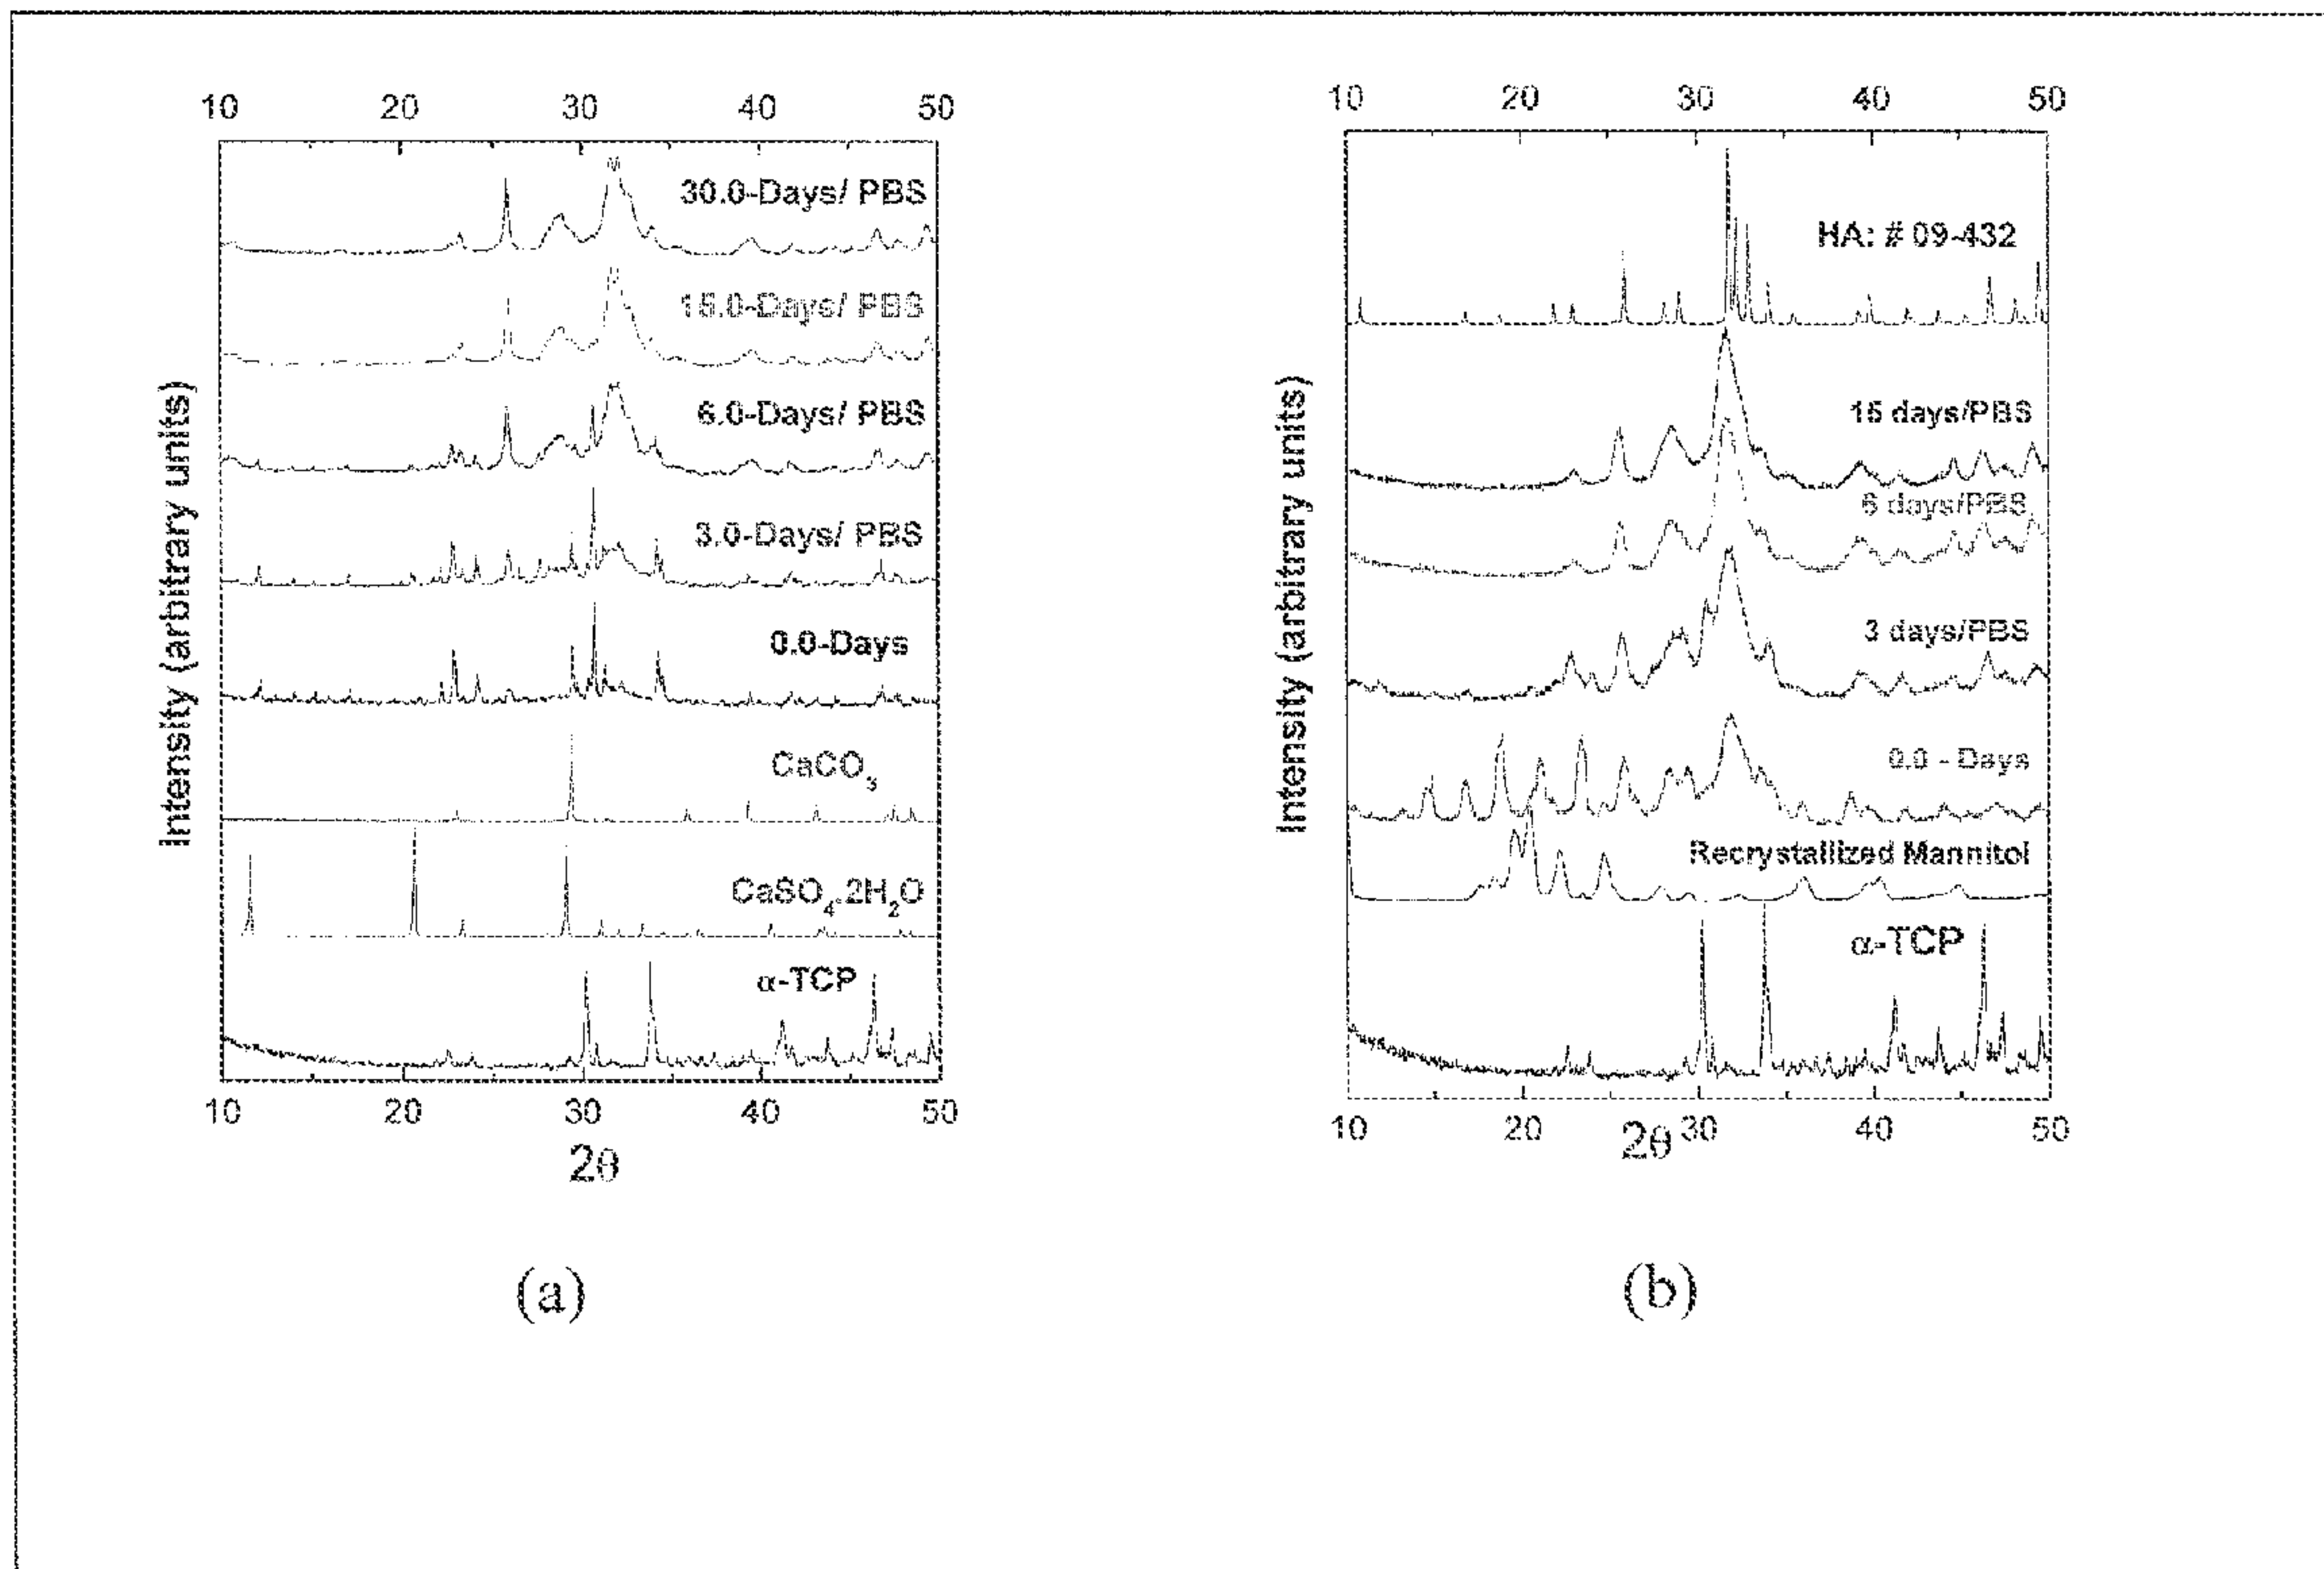 10 20 30 40 50
30.0-Days/ PBS
15.0-Days/ PBS
6.0-Days/ PBS
3.0-Days/ PBS
0.0-Days
CaCO₃
CaSO₄.2H₂O
α-TCP
Intensity (arbitrary units)
10 20 30 40 50
2θ
(a)
10 20 30 40 50
HA: # 09-432
15 days/PBS
6 days/PBS
3 days/PBS
0.0 - Days
Recrystallized Mannitol
α-TCP
Intensity (arbitrary units)
10 20 30 40 50
2θ
(b)